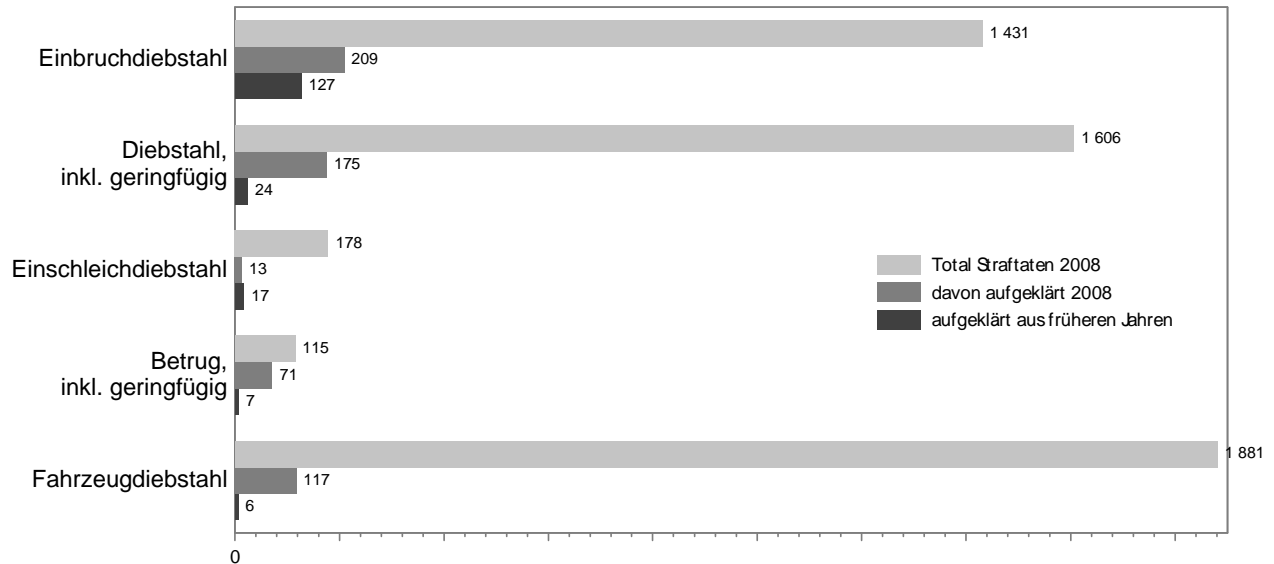 Einbruchdiebstahl
1 431
209
127
Diebstahl,
inkl. geringfügig
1 606
175
24
Einschleichdiebstahl
178
13
17
Betrug,
inkl. geringfügig
115
71
7
Fahrzeugdiebstahl
1 881
117
6
Total Straftaten 2008
davon aufgeklärt 2008
aufgeklärt aus früheren Jahren
0